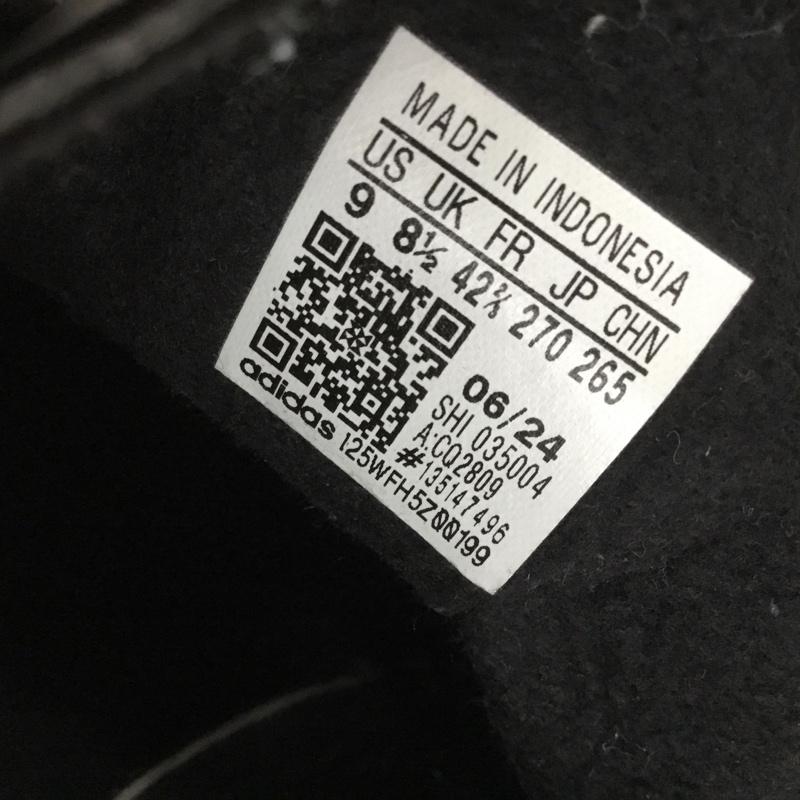 MADE IN INDONESIA
US UK FR JP CHN
9 8½ 42⅔ 270 265
06/24
SHI 035004
A:CQ2809
#135147496
adidas 125WFH5Z00199